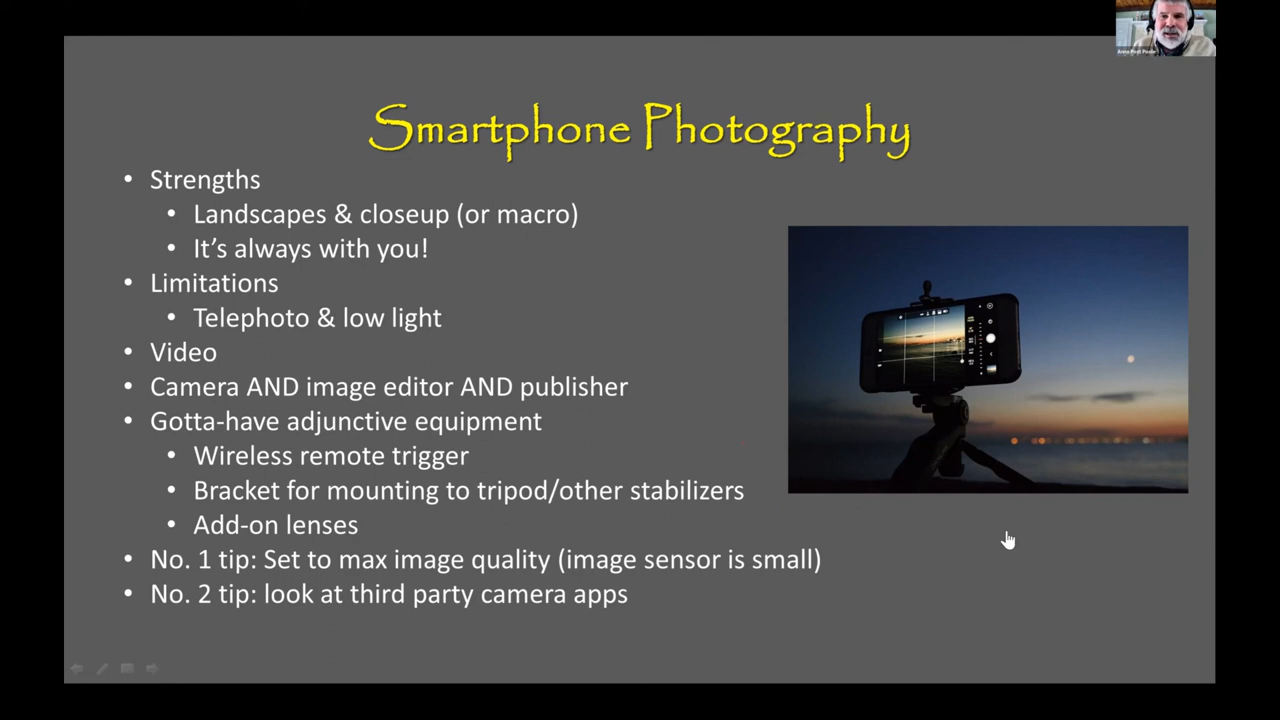 Anne Post Poole
Smartphone Photography
• Strengths
• Landscapes & closeup (or macro)
• It’s always with you!
• Limitations
• Telephoto & low light
• Video
• Camera AND image editor AND publisher
• Gotta-have adjunctive equipment
• Wireless remote trigger
• Bracket for mounting to tripod/other stabilizers
• Add-on lenses
• No. 1 tip: Set to max image quality (image sensor is small)
• No. 2 tip: look at third party camera apps